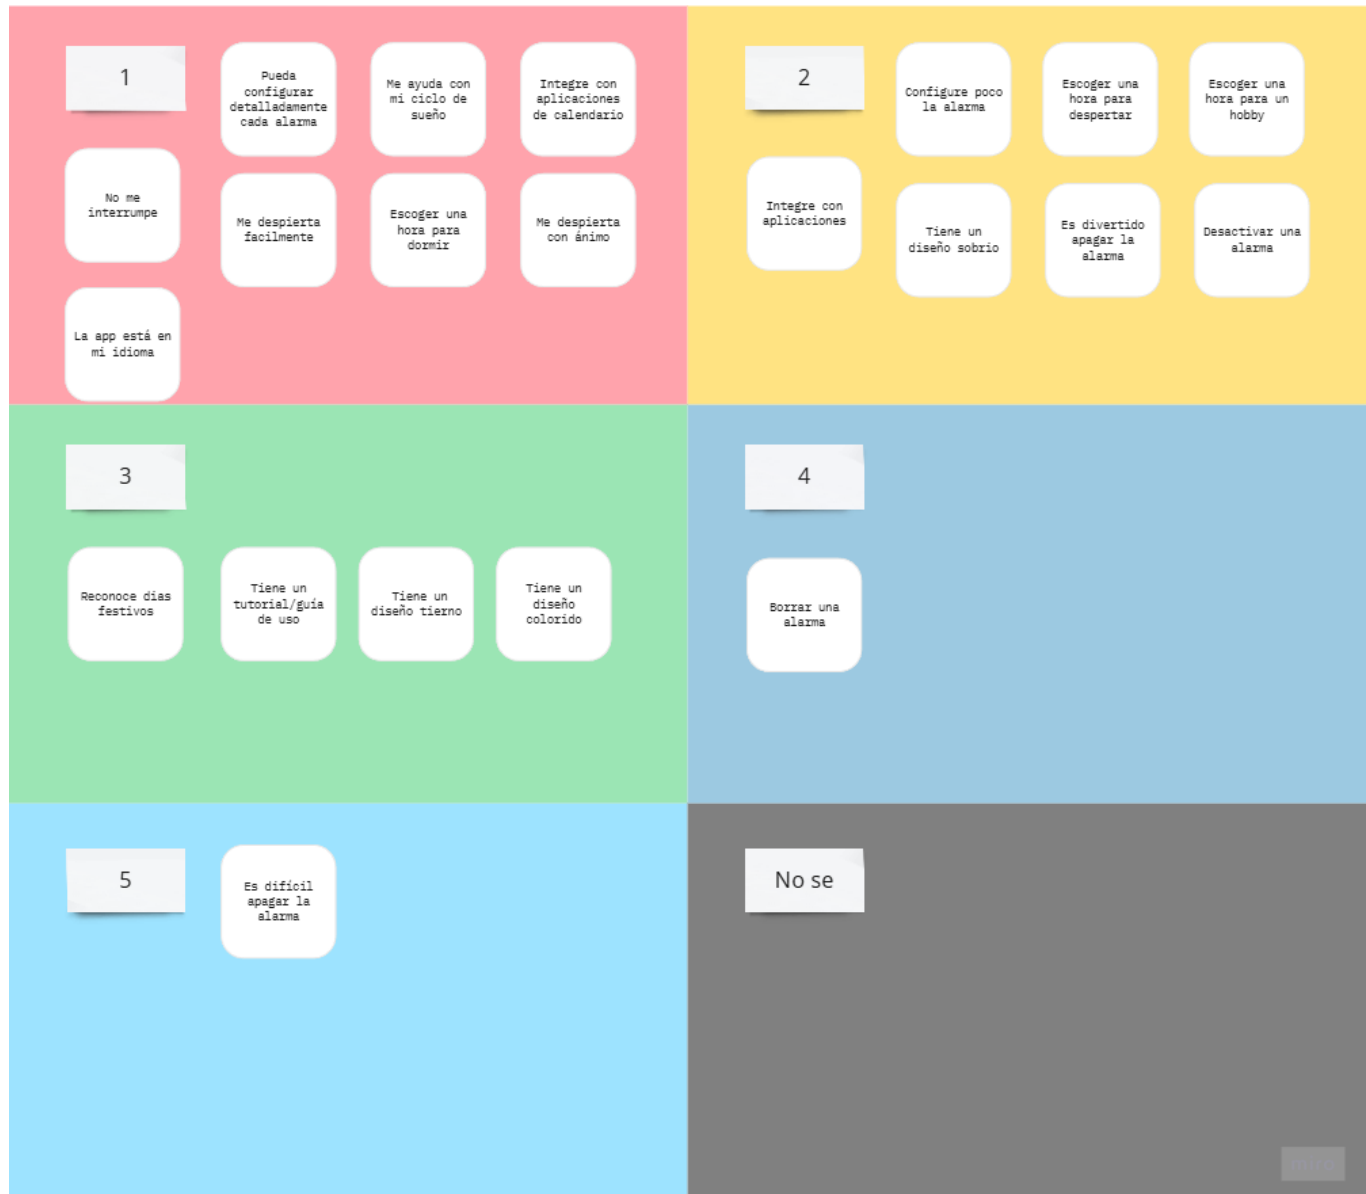 1
Pueda
configurar
detalladamente
cada alarma
Me ayuda con
mi ciclo de
sueño
Integre con
aplicaciones
de calendario
No me
interrumpe
Me despierta
facilmente
Escoger una
hora para
dormir
Me despierta
con ánimo
La app está en
mi idioma
2
Configure poco
la alarma
Escoger una
hora para
despertar
Escoger una
hora para un
hobby
Integre con
aplicaciones
Tiene un
diseño sobrio
Es divertido
apagar la
alarma
Desactivar una
alarma
3
Reconoce dias
festivos
Tiene un
tutorial/guía
de uso
Tiene un
diseño tierno
Tiene un
diseño
colorido
4
Borrar una
alarma
5
Es difícil
apagar la
alarma
No se
miro